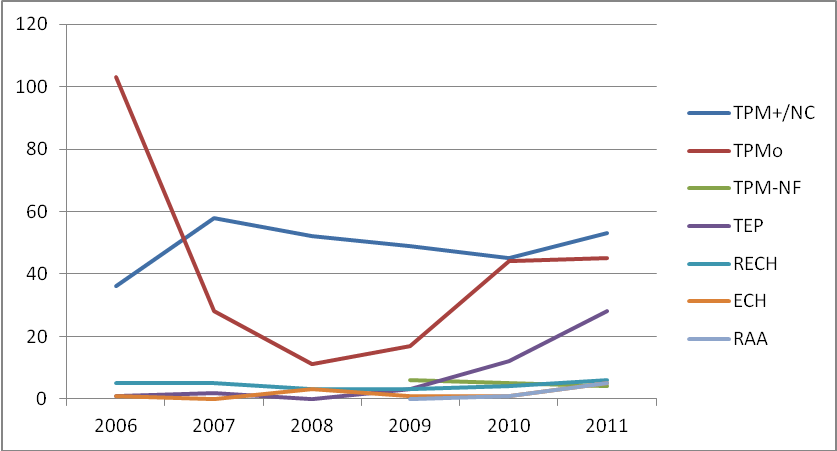 120
100
80
60
40
20
0
2006 2007 2008 2009 2010 2011
TPM+/NC
TPMo
TPM-NF
TEP
RECH
ECH
RAA